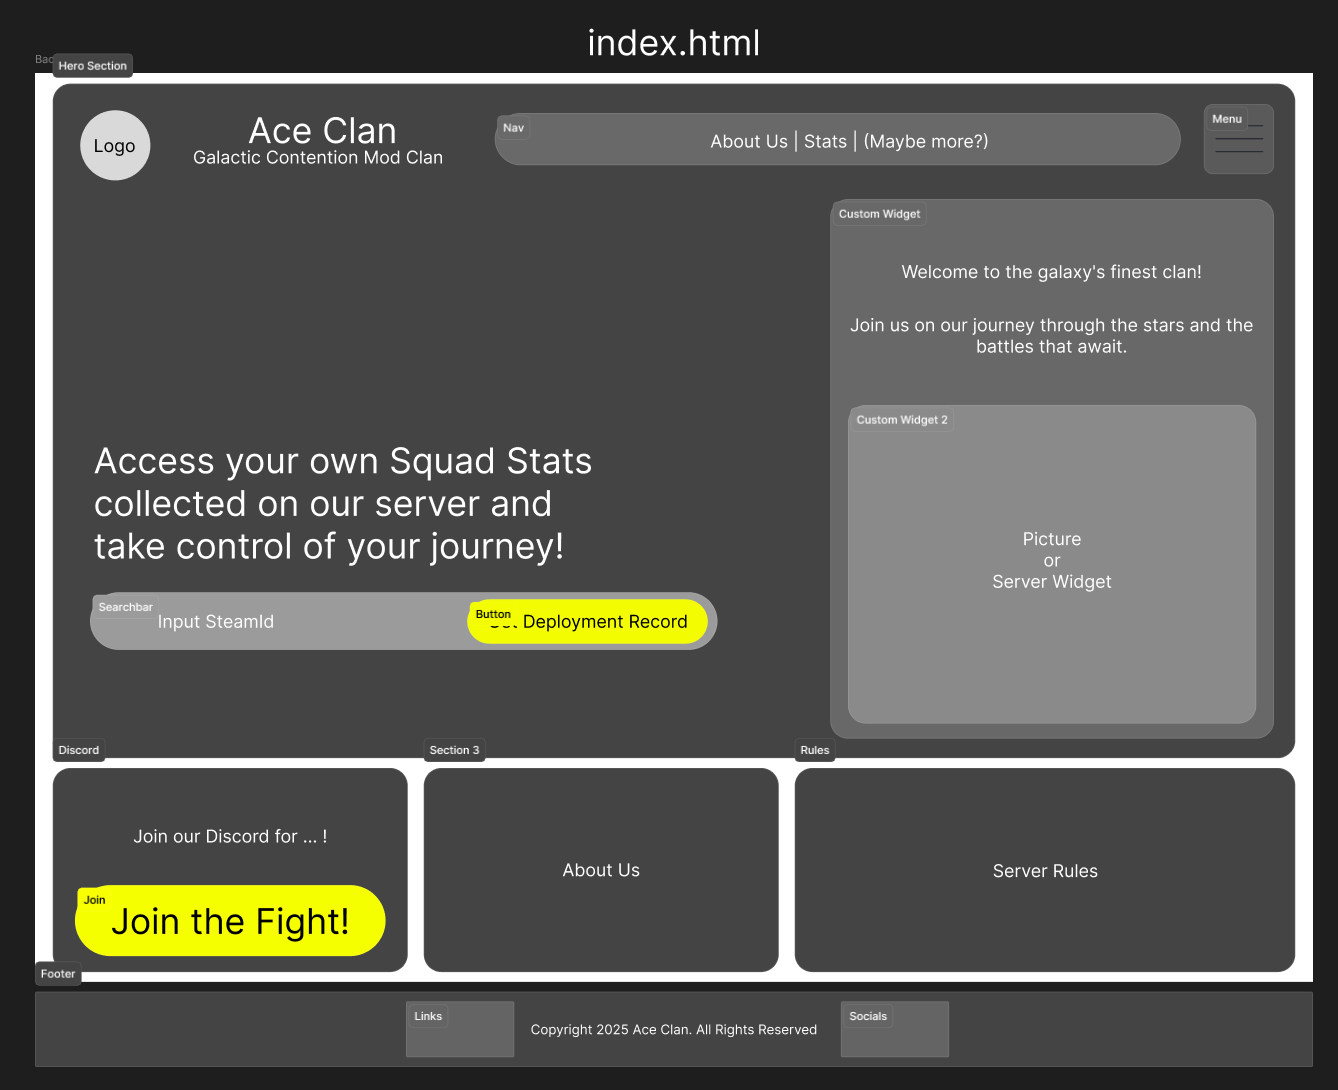 index.html
Hero Section
Logo
Ace Clan
Galactic Contention Mod Clan
Nav
About Us | Stats | (Maybe more?)
Menu
Custom Widget
Welcome to the galaxy's finest clan!
Join us on our journey through the stars and the
battles that await.
Custom Widget 2
Picture
or
Server Widget
Access your own Squad Stats
collected on our server and
take control of your journey!
Searchbar
Input SteamId
Button
Deployment Record
Discord
Section 3
Rules
Join our Discord for ... !
Join
Join the Fight!
About Us
Server Rules
Footer
Links
Copyright 2025 Ace Clan. All Rights Reserved
Socials